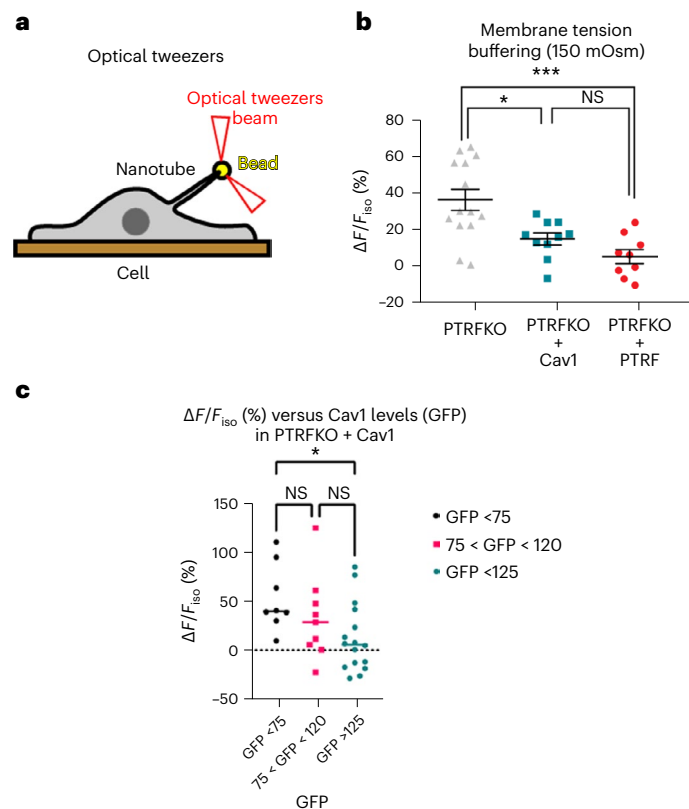 a
Optical tweezers
Optical tweezers
beam
Nanotube
Bead
Cell
b
Membrane tension
buffering (150 mOsm)
***
*
NS
80
60
40
20
0
−20
ΔF/Fiso (%)
PTRFKO
PTRFKO
+
Cav1
PTRFKO
+
PTRF
c
ΔF/Fiso (%) versus Cav1 levels (GFP)
in PTRFKO + Cav1
*
NS
NS
150
100
50
0
−50
ΔF/Fiso (%)
GFP <75
75 < GFP < 120
GFP >125
GFP
GFP <75
75 < GFP < 120
GFP <125